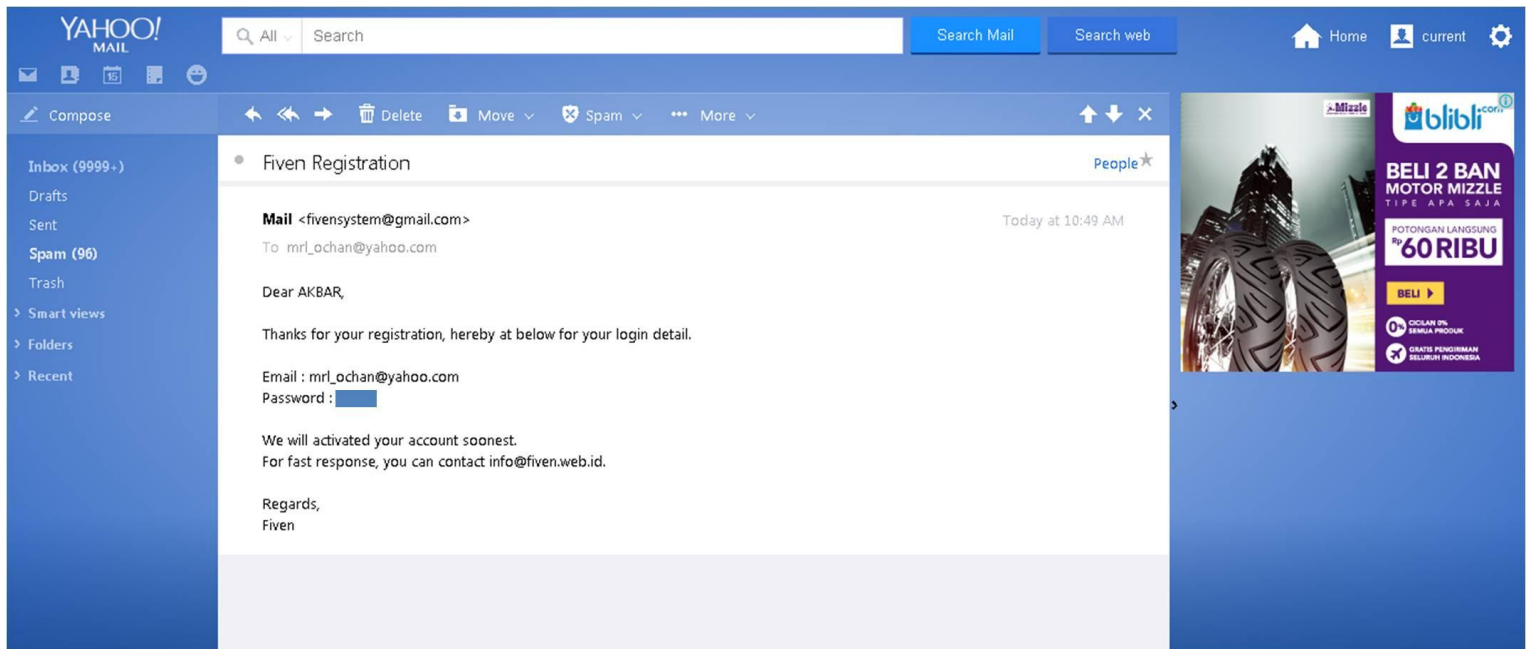 YAHOO!
MAIL
All Search Search Mail Search web Home current
15
Compose
Delete Move Spam More
Inbox (9999+)
Drafts
Sent
Spam (96)
Trash
Smart views
Folders
Recent
Fiven Registration People
Mail <fivensystem@gmail.com> Today at 10:49 AM
To mrl_ochan@yahoo.com
Dear AKBAR,
Thanks for your registration, hereby at below for your login detail.
Email : mrl_ochan@yahoo.com
Password :
We will activated your account soonest.
For fast response, you can contact info@fiven.web.id.
Regards,
Fiven
Mizzle
blibli.com
BELI 2 BAN
MOTOR MIZZLE
TIPE APA SAJA
POTONGAN LANGSUNG
Rp 60 RIBU
BELI
0% CICILAN 0%
SEMUA PRODUK
GRATIS PENGIRIMAN
SELURUH INDONESIA